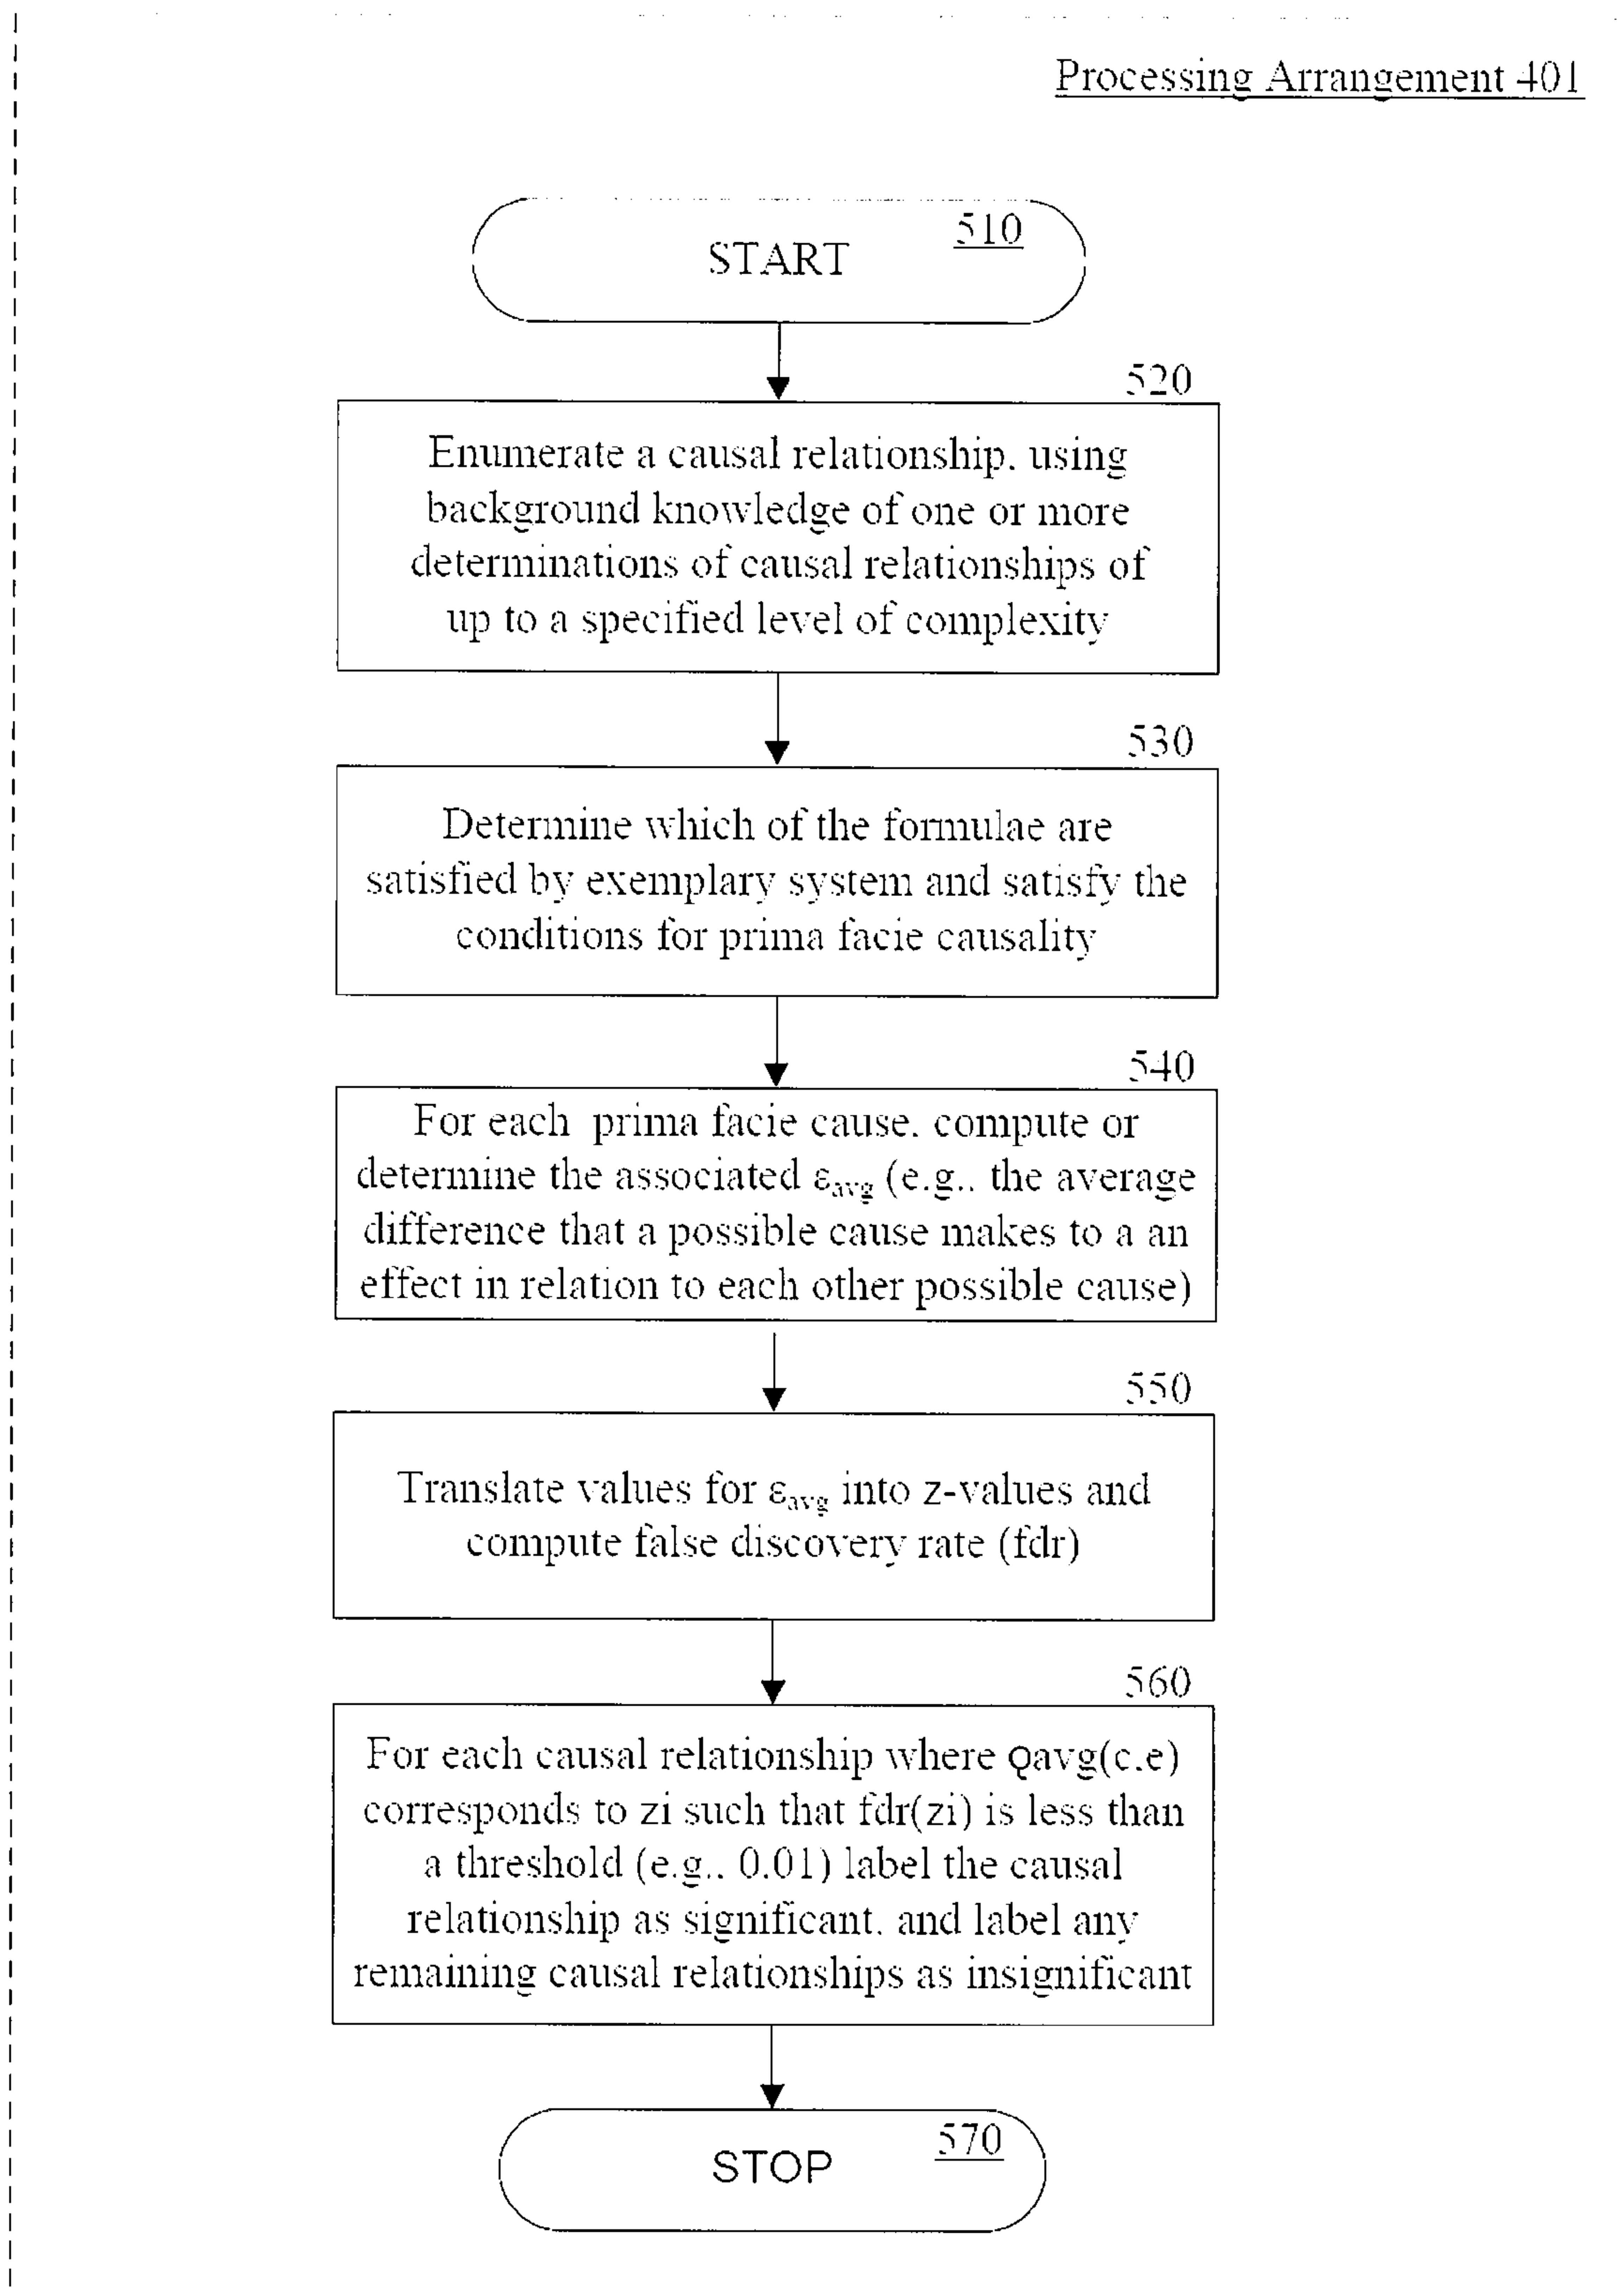 Processing Arrangement 401
510
START
520
Enumerate a causal relationship, using
background knowledge of one or more
determinations of causal relationships of
up to a specified level of complexity
530
Determine which of the formulae are
satisfied by exemplary system and satisfy the
conditions for prima facie causality
540
For each prima facie cause, compute or
determine the associated εavg (e.g., the average
difference that a possible cause makes to a an
effect in relation to each other possible cause)
550
Translate values for εavg into z-values and
compute false discovery rate (fdr)
560
For each causal relationship where Qavg(c,e)
corresponds to zi such that fdr(zi) is less than
a threshold (e.g., 0.01) label the causal
relationship as significant, and label any
remaining causal relationships as insignificant
570
STOP